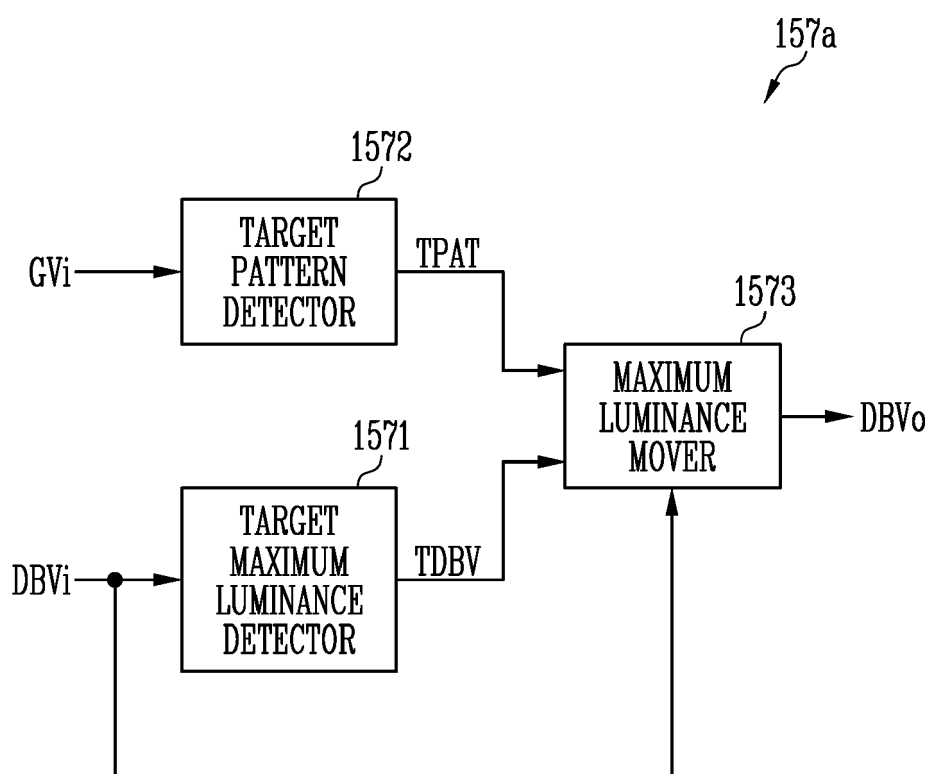 157a
1572
TARGET
PATTERN
DETECTOR
GVi
TPAT
1573
MAXIMUM
LUMINANCE
MOVER
DBVo
1571
TARGET
MAXIMUM
LUMINANCE
DETECTOR
DBVi
TDBV